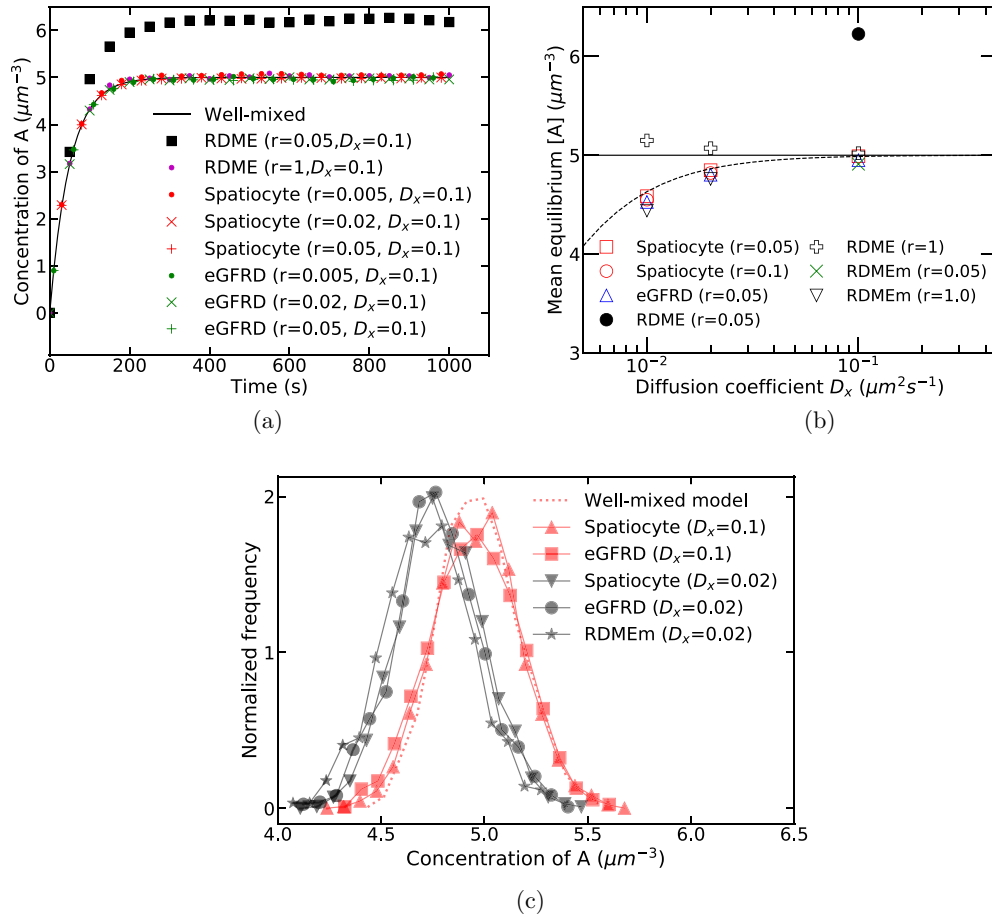 6
5
4
3
2
1
0
Concentration of A (μm⁻³)
Well-mixed
RDME (r=0.05,Dₓ=0.1)
RDME (r=1,Dₓ=0.1)
Spatiocyte (r=0.005, Dₓ=0.1)
Spatiocyte (r=0.02, Dₓ=0.1)
Spatiocyte (r=0.05, Dₓ=0.1)
eGFRD (r=0.005, Dₓ=0.1)
eGFRD (r=0.02, Dₓ=0.1)
eGFRD (r=0.05, Dₓ=0.1)
0 200 400 600 800 1000
Time (s)
(a)
6
5
4
3
Mean equilibrium [A] (μm⁻³)
Spatiocyte (r=0.05)
Spatiocyte (r=0.1)
eGFRD (r=0.05)
RDME (r=0.05)
RDME (r=1)
RDMEm (r=0.05)
RDMEm (r=1.0)
10⁻² 10⁻¹
Diffusion coefficient Dₓ (μm²s⁻¹)
(b)
2
1
0
Normalized frequency
Well-mixed model
Spatiocyte (Dₓ=0.1)
eGFRD (Dₓ=0.1)
Spatiocyte (Dₓ=0.02)
eGFRD (Dₓ=0.02)
RDMEm (Dₓ=0.02)
4.0 4.5 5.0 5.5 6.0 6.5
Concentration of A (μm⁻³)
(c)